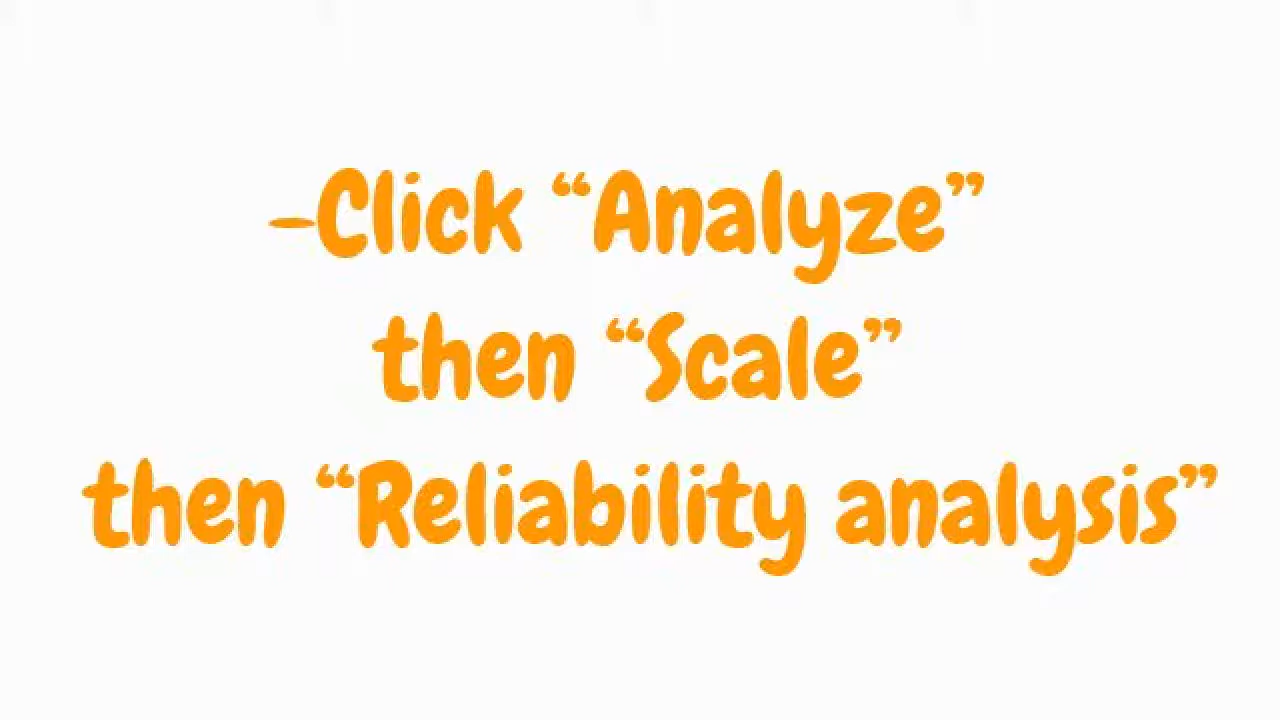 -Click “Analyze”
then “Scale”
then “Reliability analysis”